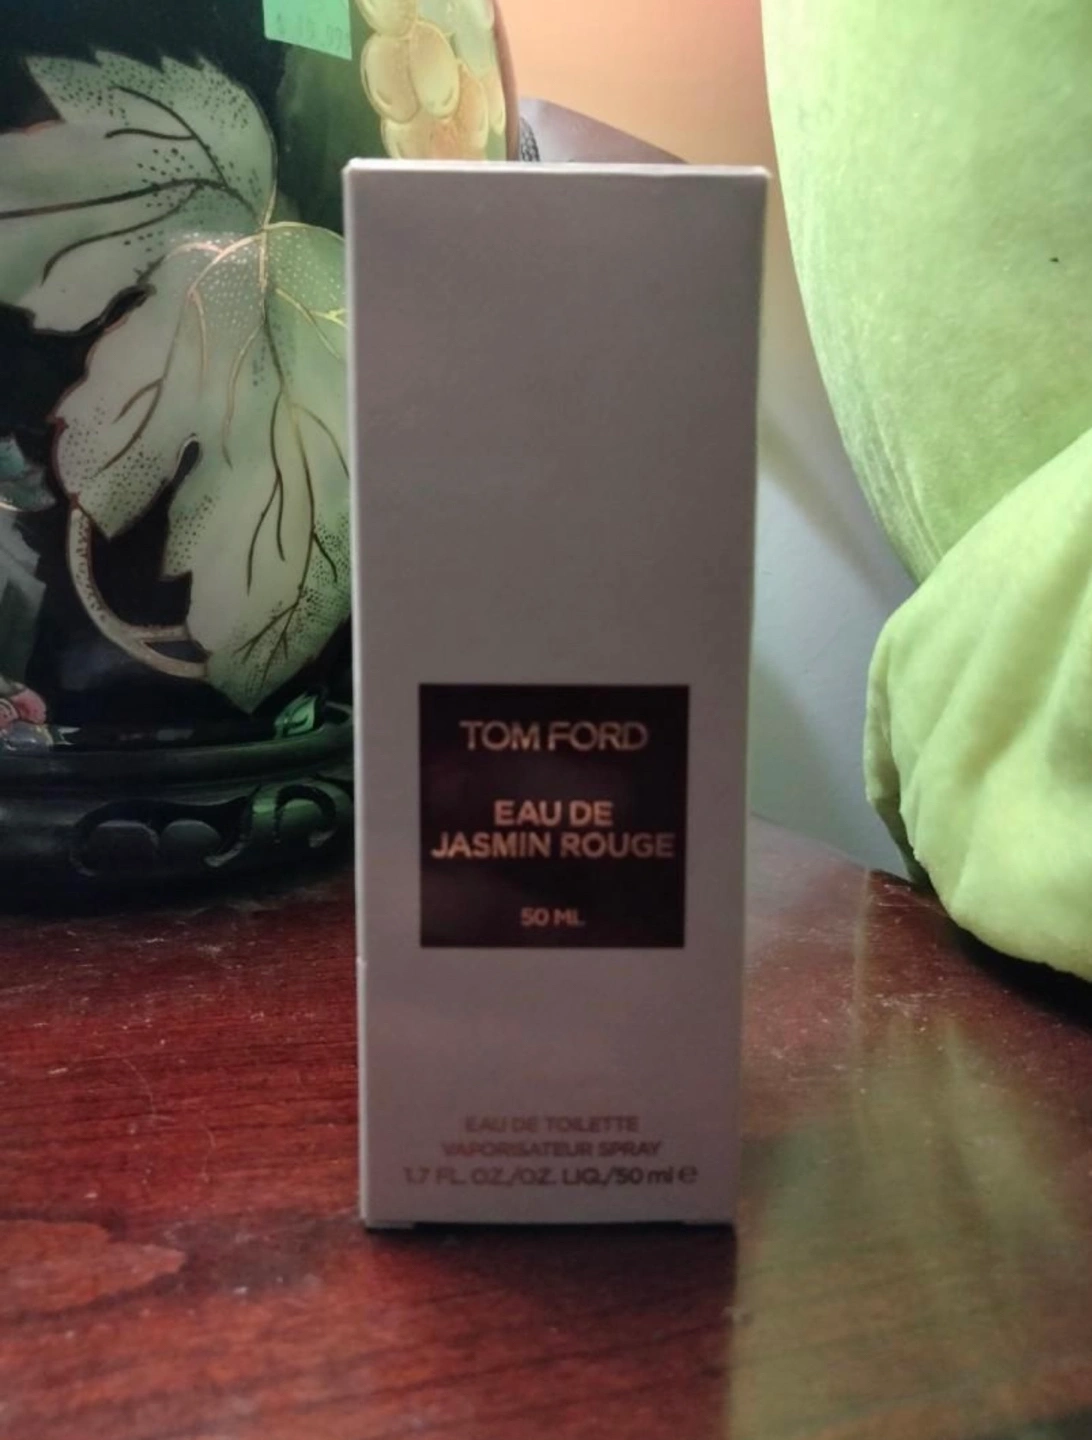 TOM FORD
EAU DE
JASMIN ROUGE
50 ML
EAU DE TOILETTE
VAPORISATEUR SPRAY
1.7 FL. OZ./OZ. LIQ./50 ml e